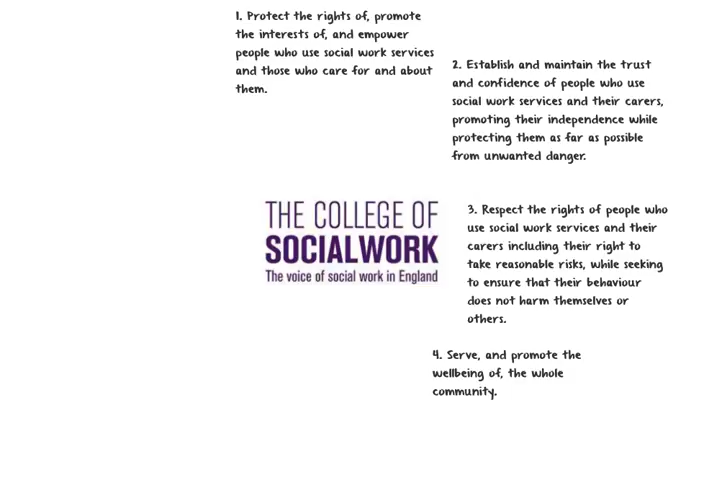 1. Protect the rights of, promote
the interests of, and empower
people who use social work services
and those who care for and about
them.
2. Establish and maintain the trust
and confidence of people who use
social work services and their carers,
promoting their independence while
protecting them as far as possible
from unwanted danger.
THE COLLEGE OF
SOCIALWORK
The voice of social work in England
3. Respect the rights of people who
use social work services and their
carers including their right to
take reasonable risks, while seeking
to ensure that their behaviour
does not harm themselves or
others.
4. Serve, and promote the
wellbeing of, the whole
community.